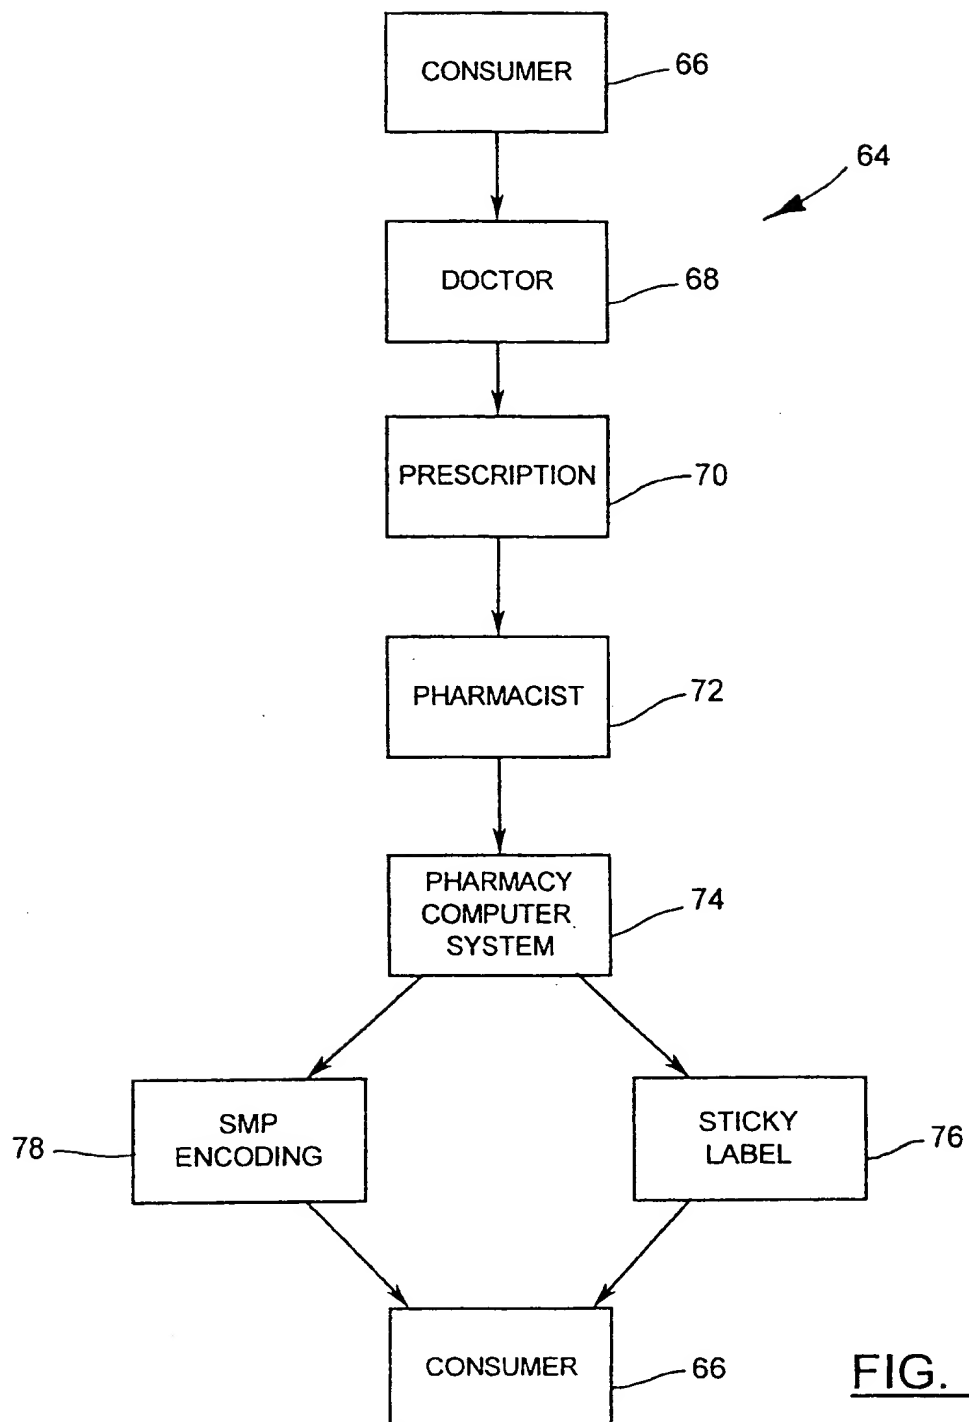 CONSUMER
66
64
DOCTOR
68
PRESCRIPTION
70
PHARMACIST
72
PHARMACY
COMPUTER
SYSTEM
74
SMP
ENCODING
78
STICKY
LABEL
76
CONSUMER
66
FIG.